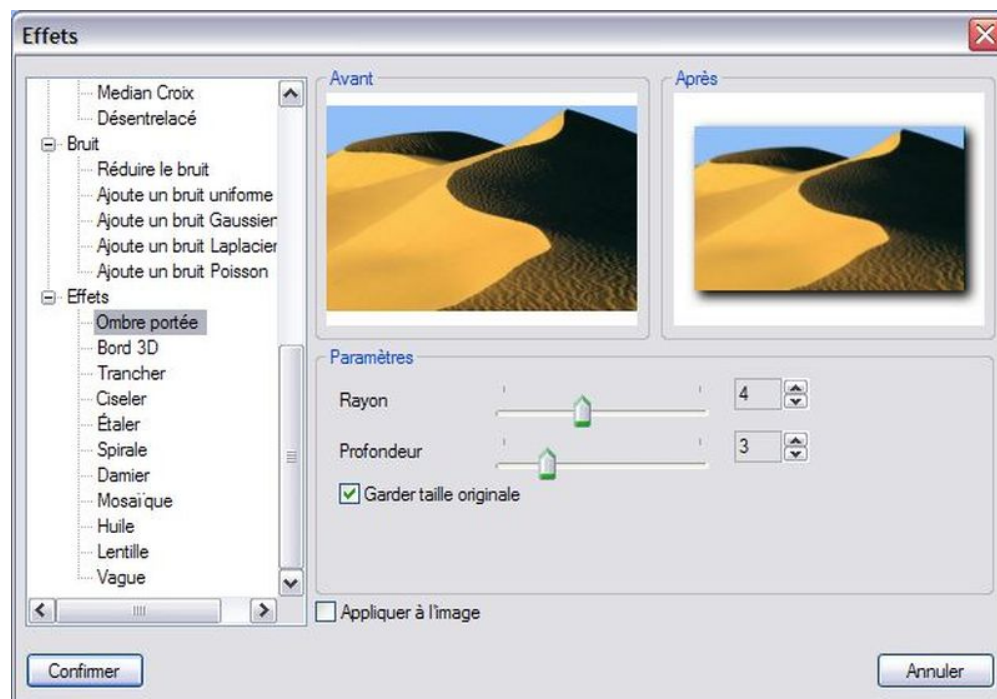 Effets
Median Croix
Désentrelacé
Bruit
Réduire le bruit
Ajoute un bruit uniforme
Ajoute un bruit Gaussien
Ajoute un bruit Laplacier
Ajoute un bruit Poisson
Effets
Ombre portée
Bord 3D
Trancher
Ciseler
Étaler
Spirale
Damier
Mosaïque
Huile
Lentille
Vague
Avant
Après
Paramètres
Rayon 4
Profondeur 3
Garder taille originale
Appliquer à l'image
Confirmer
Annuler